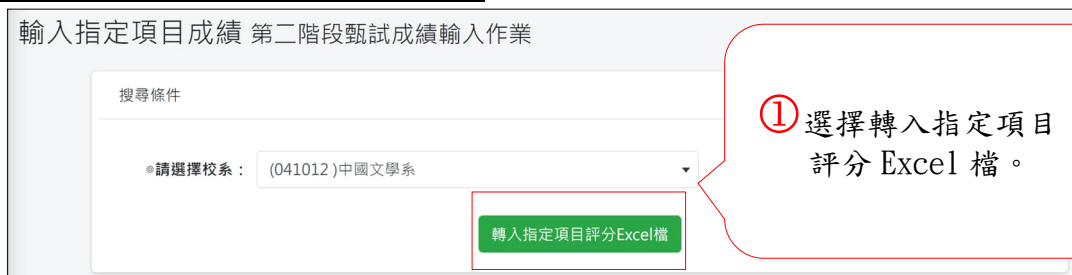 輸入指定項目成績 第二階段甄試成績輸入作業
搜尋條件
◎請選擇校系： (041012 )中國文學系
轉入指定項目評分Excel檔
①選擇轉入指定項目
評分 Excel 檔。